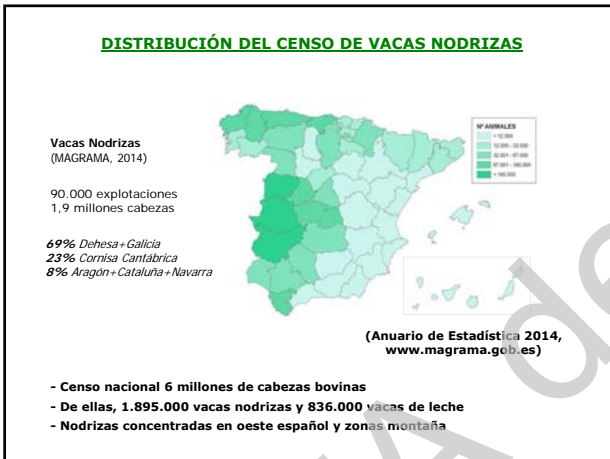 DISTRIBUCIÓN DEL CENSO DE VACAS NODRIZAS
Vacas Nodrizas
(MAGRAMA, 2014)
90.000 explotaciones
1,9 millones cabezas
69% Dehesa+Galicia
23% Cornisa Cantábrica
8% Aragón+Cataluña+Navarra
Nº ANIMALES
< 12.000
(Anuario de Estadística 2014,
www.magrama.gob.es)
- Censo nacional 6 millones de cabezas bovinas
- De ellas, 1.895.000 vacas nodrizas y 836.000 vacas de leche
- Nodrizas concentradas en oeste español y zonas montaña